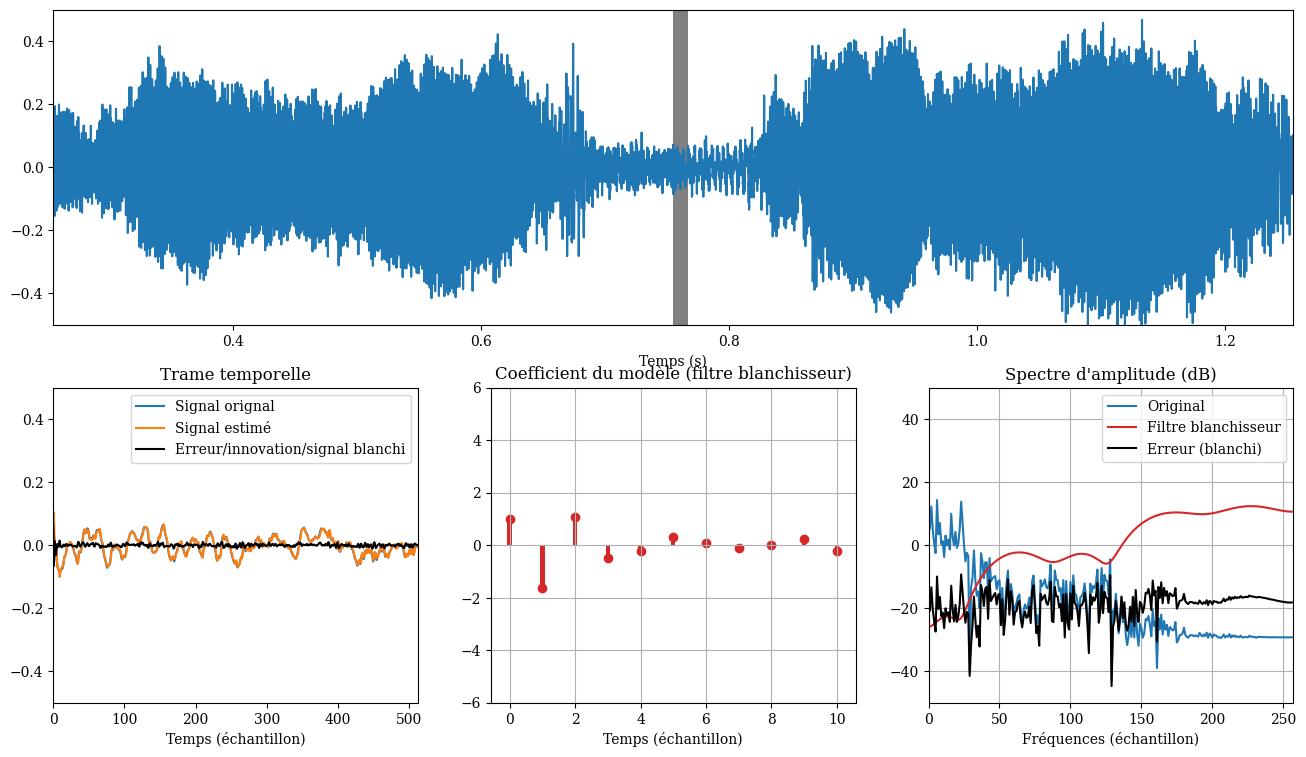 0.4
0.2
0.0
−0.2
−0.4
0.4 0.6 0.8 1.0 1.2
Temps (s)
Trame temporelle
Signal orignal
Signal estimé
Erreur/innovation/signal blanchi
0.4
0.2
0.0
−0.2
−0.4
0 100 200 300 400 500
Temps (échantillon)
Coefficient du modèle (filtre blanchisseur)
6
4
2
0
−2
−4
−6
0 2 4 6 8 10
Temps (échantillon)
Spectre d'amplitude (dB)
Original
Filtre blanchisseur
Erreur (blanchi)
40
20
0
−20
−40
0 50 100 150 200 250
Fréquences (échantillon)